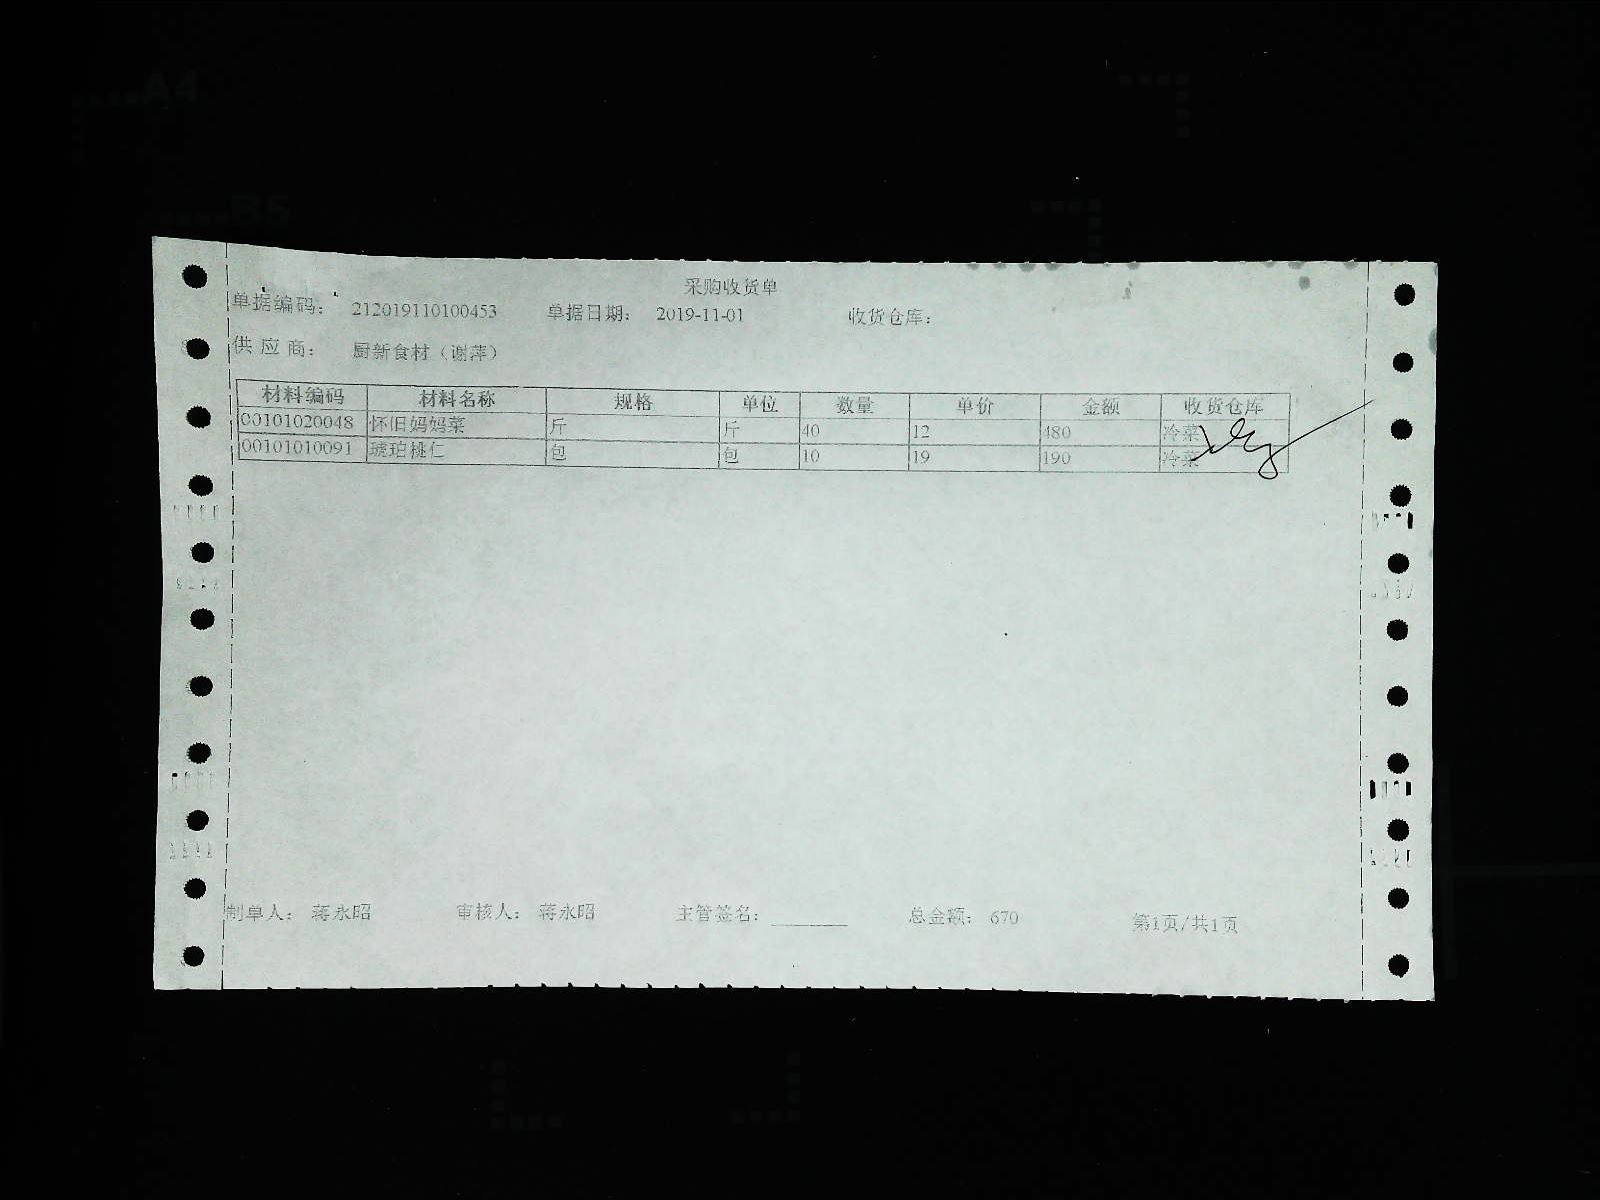 采购收货单
单据编码: 212019110100453 单据日期: 2019-11-01 收货仓库:
供应商: 厨新食材（谢萍）
材料编码 材料名称 规格 单位 数量 单价 金额 收货仓库
00101020048 怀旧妈妈菜 斤 斤 40 12 480 冷菜
00101010091 琥珀桃仁 包 包 10 19 190 冷菜
制单人: 蒋永昭 审核人: 蒋永昭 主管签名: 总金额: 670 第1页/共1页